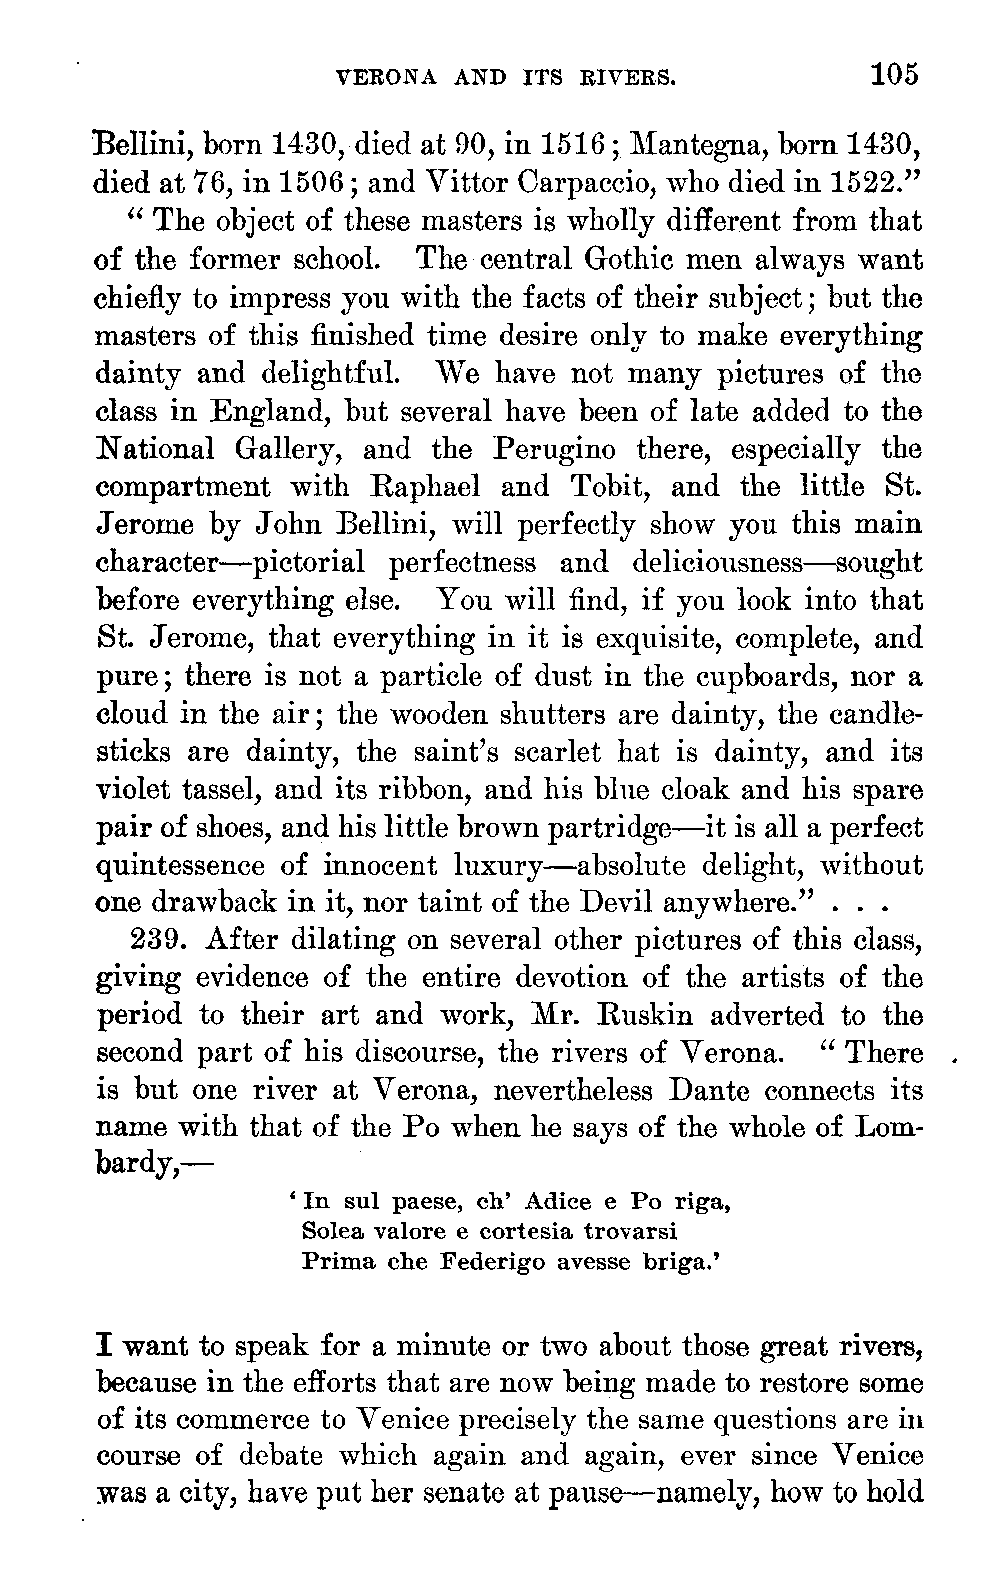 VERONA AND ITS RIVERS. 105
Bellini, born 1430, died at 90, in 1516; Mantegna, born 1430,
died at 76, in 1506; and Vittor Carpaccio, who died in 1522.”
“ The object of these masters is wholly different from that
of the former school. The central Gothic men always want
chiefly to impress you with the facts of their subject; but the
masters of this finished time desire only to make everything
dainty and delightful. We have not many pictures of the
class in England, but several have been of late added to the
National Gallery, and the Perugino there, especially the
compartment with Raphael and Tobit, and the little St.
Jerome by John Bellini, will perfectly show you this main
character—pictorial perfectness and deliciousness—sought
before everything else. You will find, if you look into that
St. Jerome, that everything in it is exquisite, complete, and
pure; there is not a particle of dust in the cupboards, nor a
cloud in the air; the wooden shutters are dainty, the candle-
sticks are dainty, the saint’s scarlet hat is dainty, and its
violet tassel, and its ribbon, and his blue cloak and his spare
pair of shoes, and his little brown partridge—it is all a perfect
quintessence of innocent luxury—absolute delight, without
one drawback in it, nor taint of the Devil anywhere.” . . .
239. After dilating on several other pictures of this class,
giving evidence of the entire devotion of the artists of the
period to their art and work, Mr. Ruskin adverted to the
second part of his discourse, the rivers of Verona. “ There
is but one river at Verona, nevertheless Dante connects its
name with that of the Po when he says of the whole of Lom-
bardy,—
‘ In sul paese, ch’ Adice e Po riga,
Solea valore e cortesia trovarsi
Prima che Federigo avesse briga.’
I want to speak for a minute or two about those great rivers,
because in the efforts that are now being made to restore some
of its commerce to Venice precisely the same questions are in
course of debate which again and again, ever since Venice
was a city, have put her senate at pause—namely, how to hold